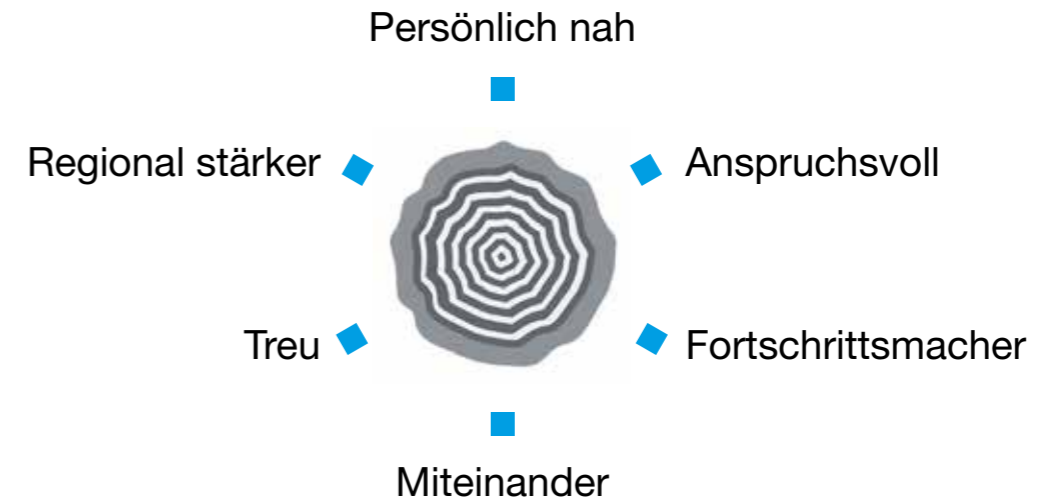 Persönlich nah
Regional stärker
Anspruchsvoll
Treu
Fortschrittsmacher
Miteinander